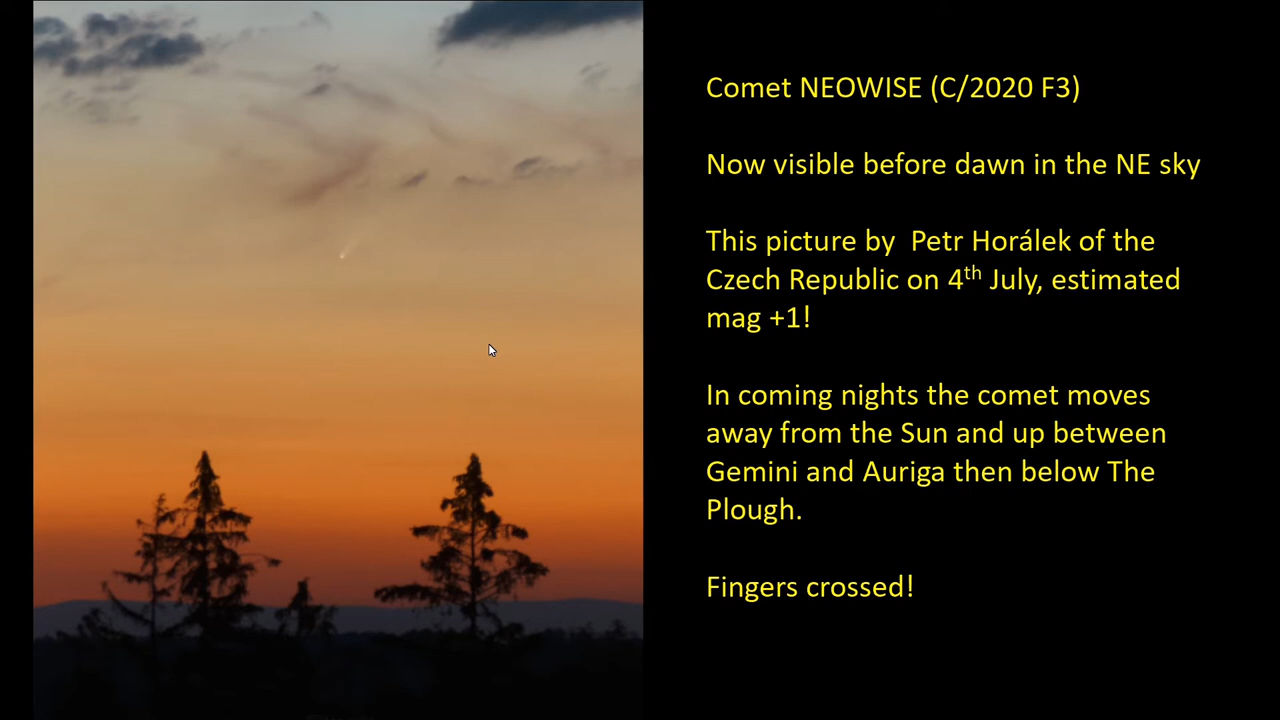 Comet NEOWISE (C/2020 F3)
Now visible before dawn in the NE sky
This picture by  Petr Horálek of the
Czech Republic on 4th July, estimated
mag +1!
In coming nights the comet moves
away from the Sun and up between
Gemini and Auriga then below The
Plough.
Fingers crossed!